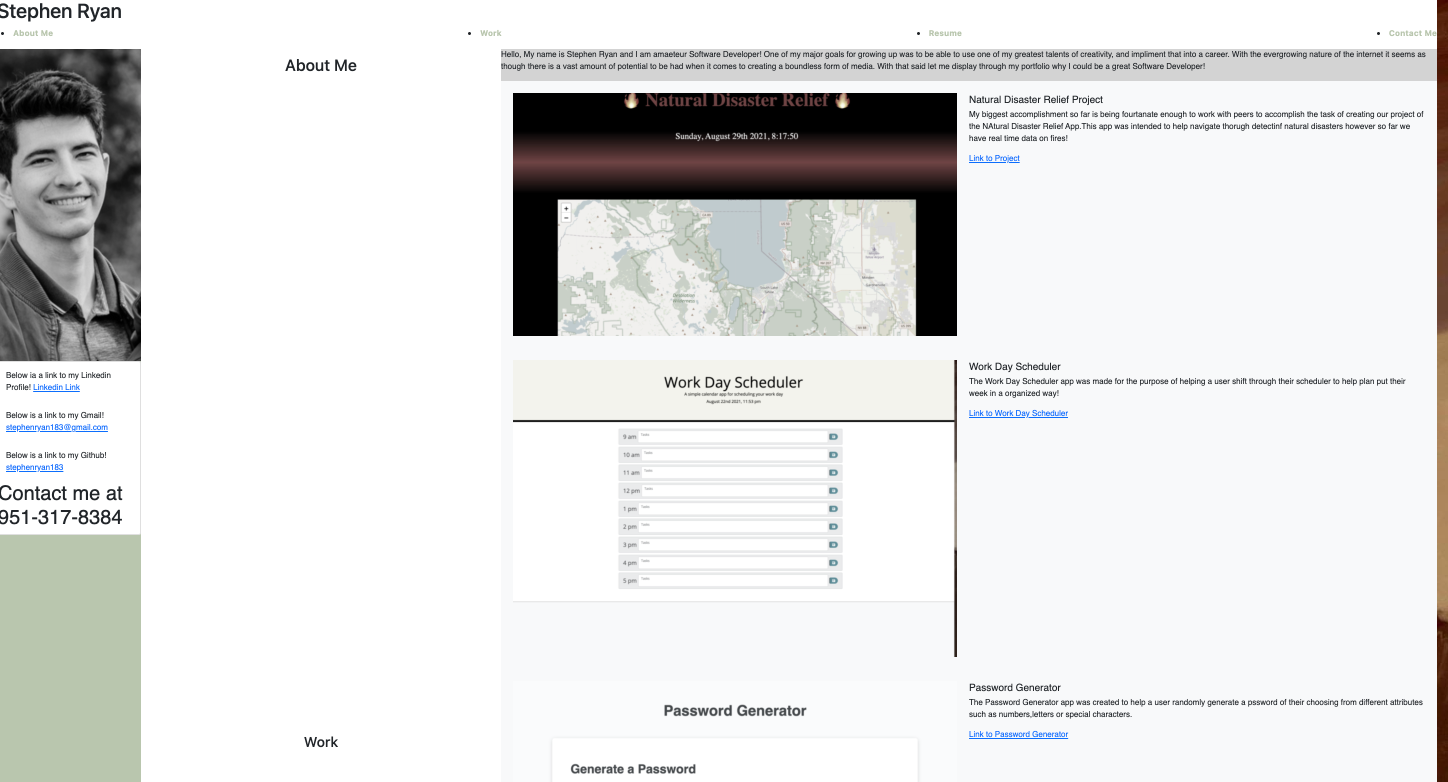 Stephen Ryan
About Me
Work
Resume
Contact Me
About Me
Hello, My name is Stephen Ryan and I am amaeteur Software Developer! One of my major goals for growing up was to be able to use one of my greatest talents of creativity, and impliment that into a career. With the evergrowing nature of the internet it seems as
though there is a vast amount of potential to be had when it comes to creating a boundless form of media. With that said let me display through my portfolio why I could be a great Software Developer!
Natural Disaster Relief
Sunday, August 29th 2021, 8:17:50
+
−
Natural Disaster Relief Project
My biggest accomplishment so far is being fourtanate enough to work with peers to accomplish the task of creating our project of
the NAtural Disaster Relief App.This app was intended to help navigate thorugh detectinf natural disasters however so far we
have real time data on fires!
Link to Project
Below is a link to my Linkedin
Profile! Linkedin Link
Below is a link to my Gmail!
stephenryan183@gmail.com
Below is a link to my Github!
stephenryan183
Contact me at
951-317-8384
Work Day Scheduler
A simple calendar app for scheduling your work day
August 22nd 2021, 11:53 pm
9 am
10 am
11 am
12 pm
1 pm
2 pm
3 pm
4 pm
5 pm
Work Day Scheduler
The Work Day Scheduler app was made for the purpose of helping a user shift through their scheduler to help plan put their
week in a organized way!
Link to Work Day Scheduler
Work
Password Generator
Generate a Password
Password Generator
The Password Generator app was created to help a user randomly generate a pssword of their choosing from different attributes
such as numbers,letters or special characters.
Link to Password Generator